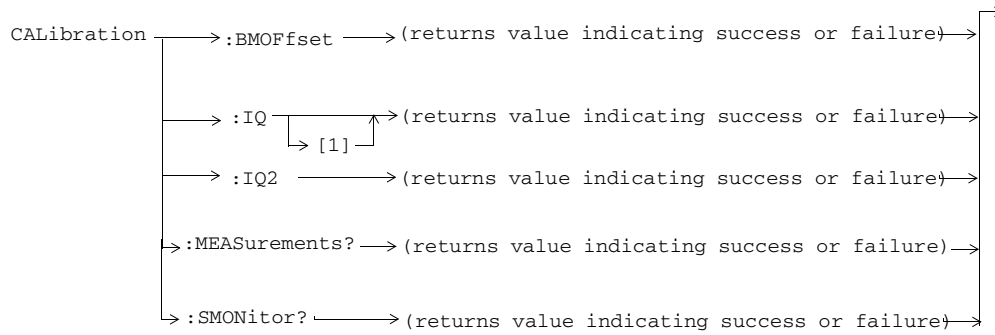 CALibration :BMOFfset (returns value indicating success or failure)
:IQ (returns value indicating success or failure)
[1]
:IQ2 (returns value indicating success or failure)
:MEASurements? (returns value indicating success or failure)
:SMONitor? (returns value indicating success or failure)